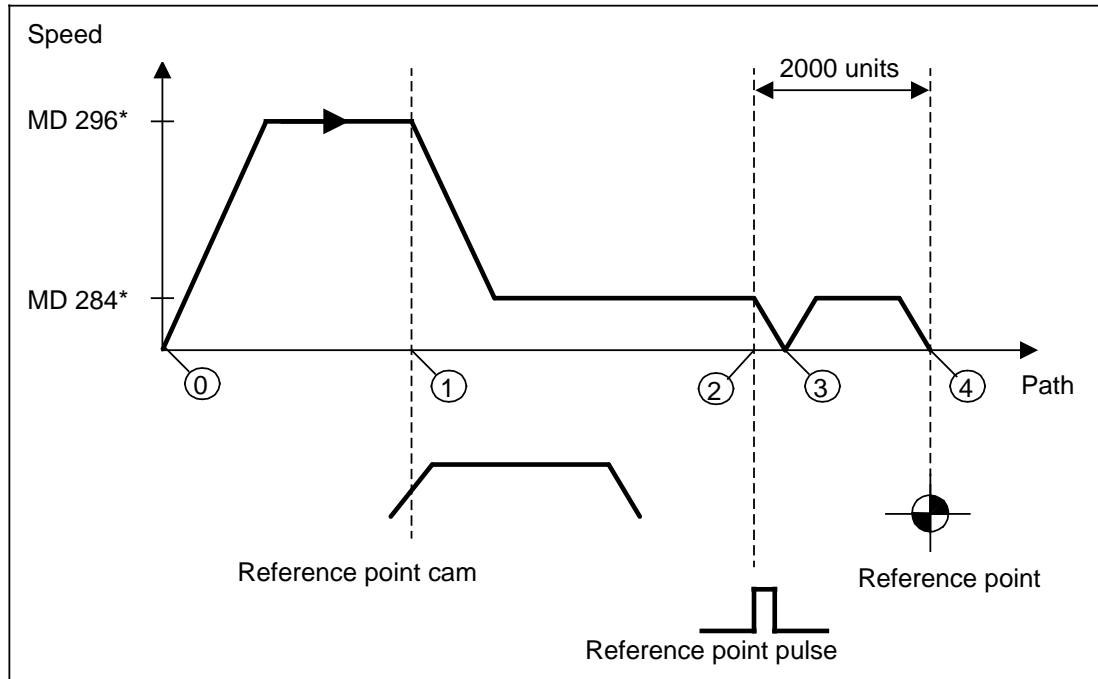 Speed
2000 units
MD 296*
MD 284*
0
1
2
3
4
Path
Reference point cam
Reference point
Reference point pulse